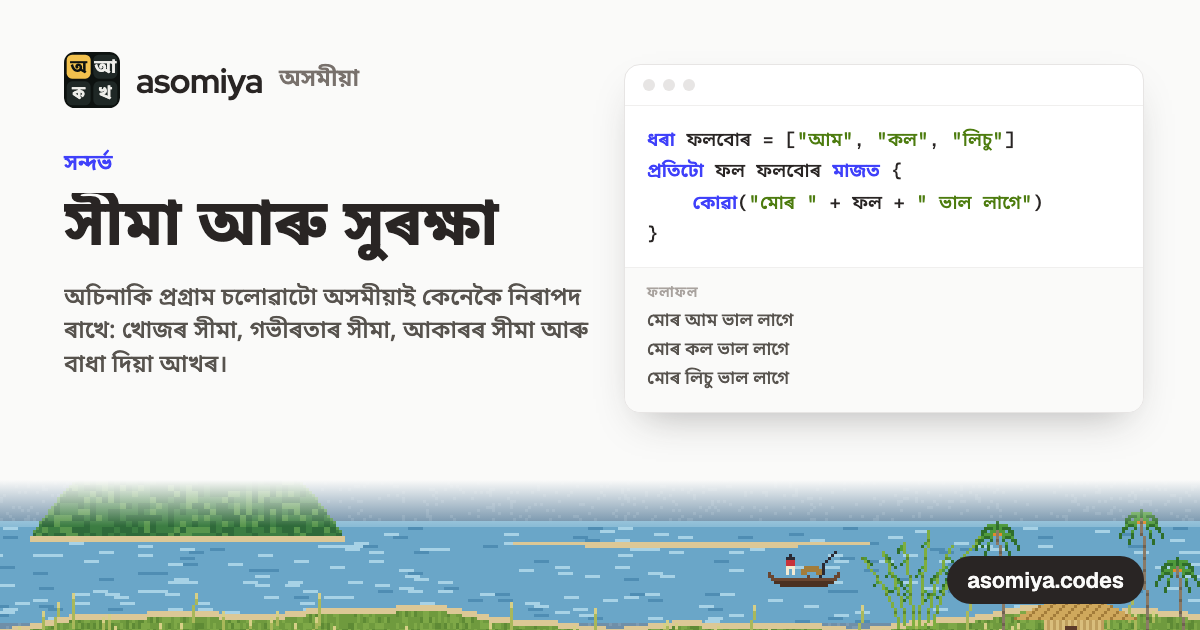 অ আ
ক খ
asomiya অসমীয়া
সন্দৰ্ভ
সীমা আৰু সুৰক্ষা
অচিনাকি প্ৰগ্ৰাম চলোৱাটো অসমীয়াই কেনেকৈ নিৰাপদ
ৰাখে: খোজৰ সীমা, গভীৰতাৰ সীমা, আকাৰৰ সীমা আৰু
বাধা দিয়া আখৰ।
ধৰা ফলবোৰ = ["আম", "কল", "লিচু"]
প্ৰতিটো ফল ফলবোৰ মাজত {
    কোৱা("মোৰ " + ফল + " ভাল লাগে")
}
ফলাফল
মোৰ আম ভাল লাগে
মোৰ কল ভাল লাগে
মোৰ লিচু ভাল লাগে
asomiya.codes